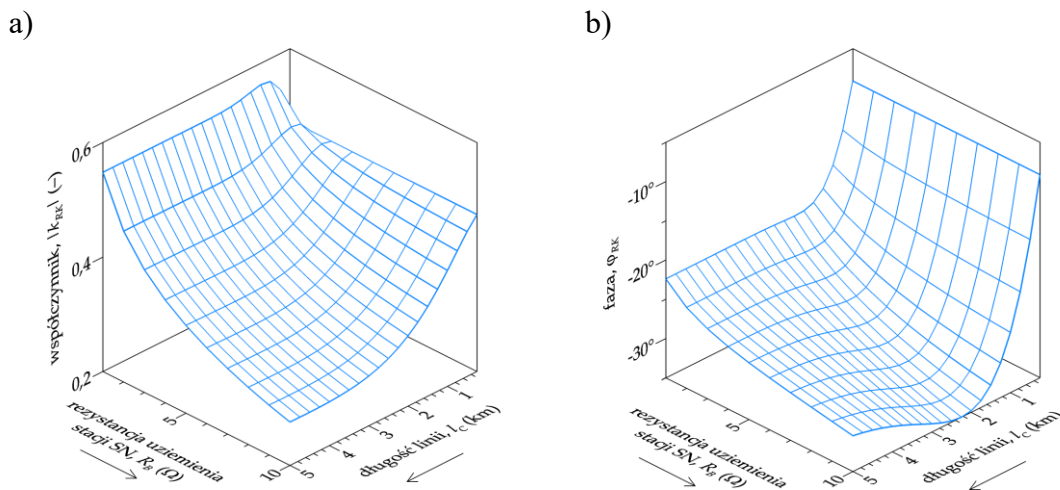 a)
współczynnik, |k_RK| (–)
0,6
0,4
0,2
rezystancja uziemienia
stacji SN, R_B (Ω)
5
10
5
4
3
2
1
długość linii, l_C (km)
b)
faza, φ_RK
-10°
-20°
-30°
rezystancja uziemienia
stacji SN, R_B (Ω)
5
10
5
4
3
2
1
długość linii, l_C (km)